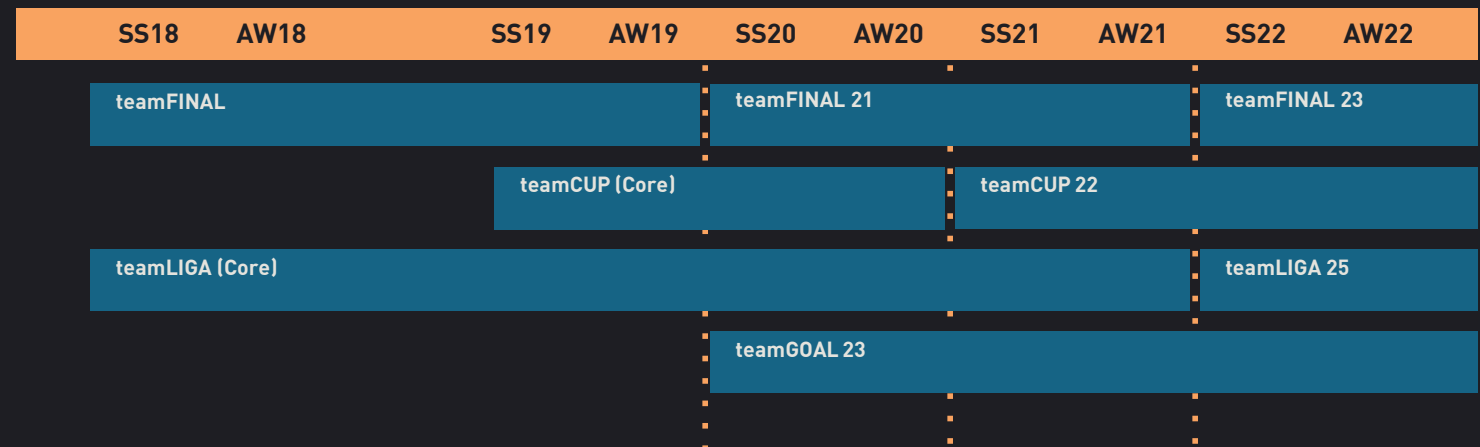 SS18 AW18 SS19 AW19 SS20 AW20 SS21 AW21 SS22 AW22
teamFINAL teamFINAL 21 teamFINAL 23
teamCUP (Core) teamCUP 22
teamLIGA (Core) teamLIGA 25
teamGOAL 23